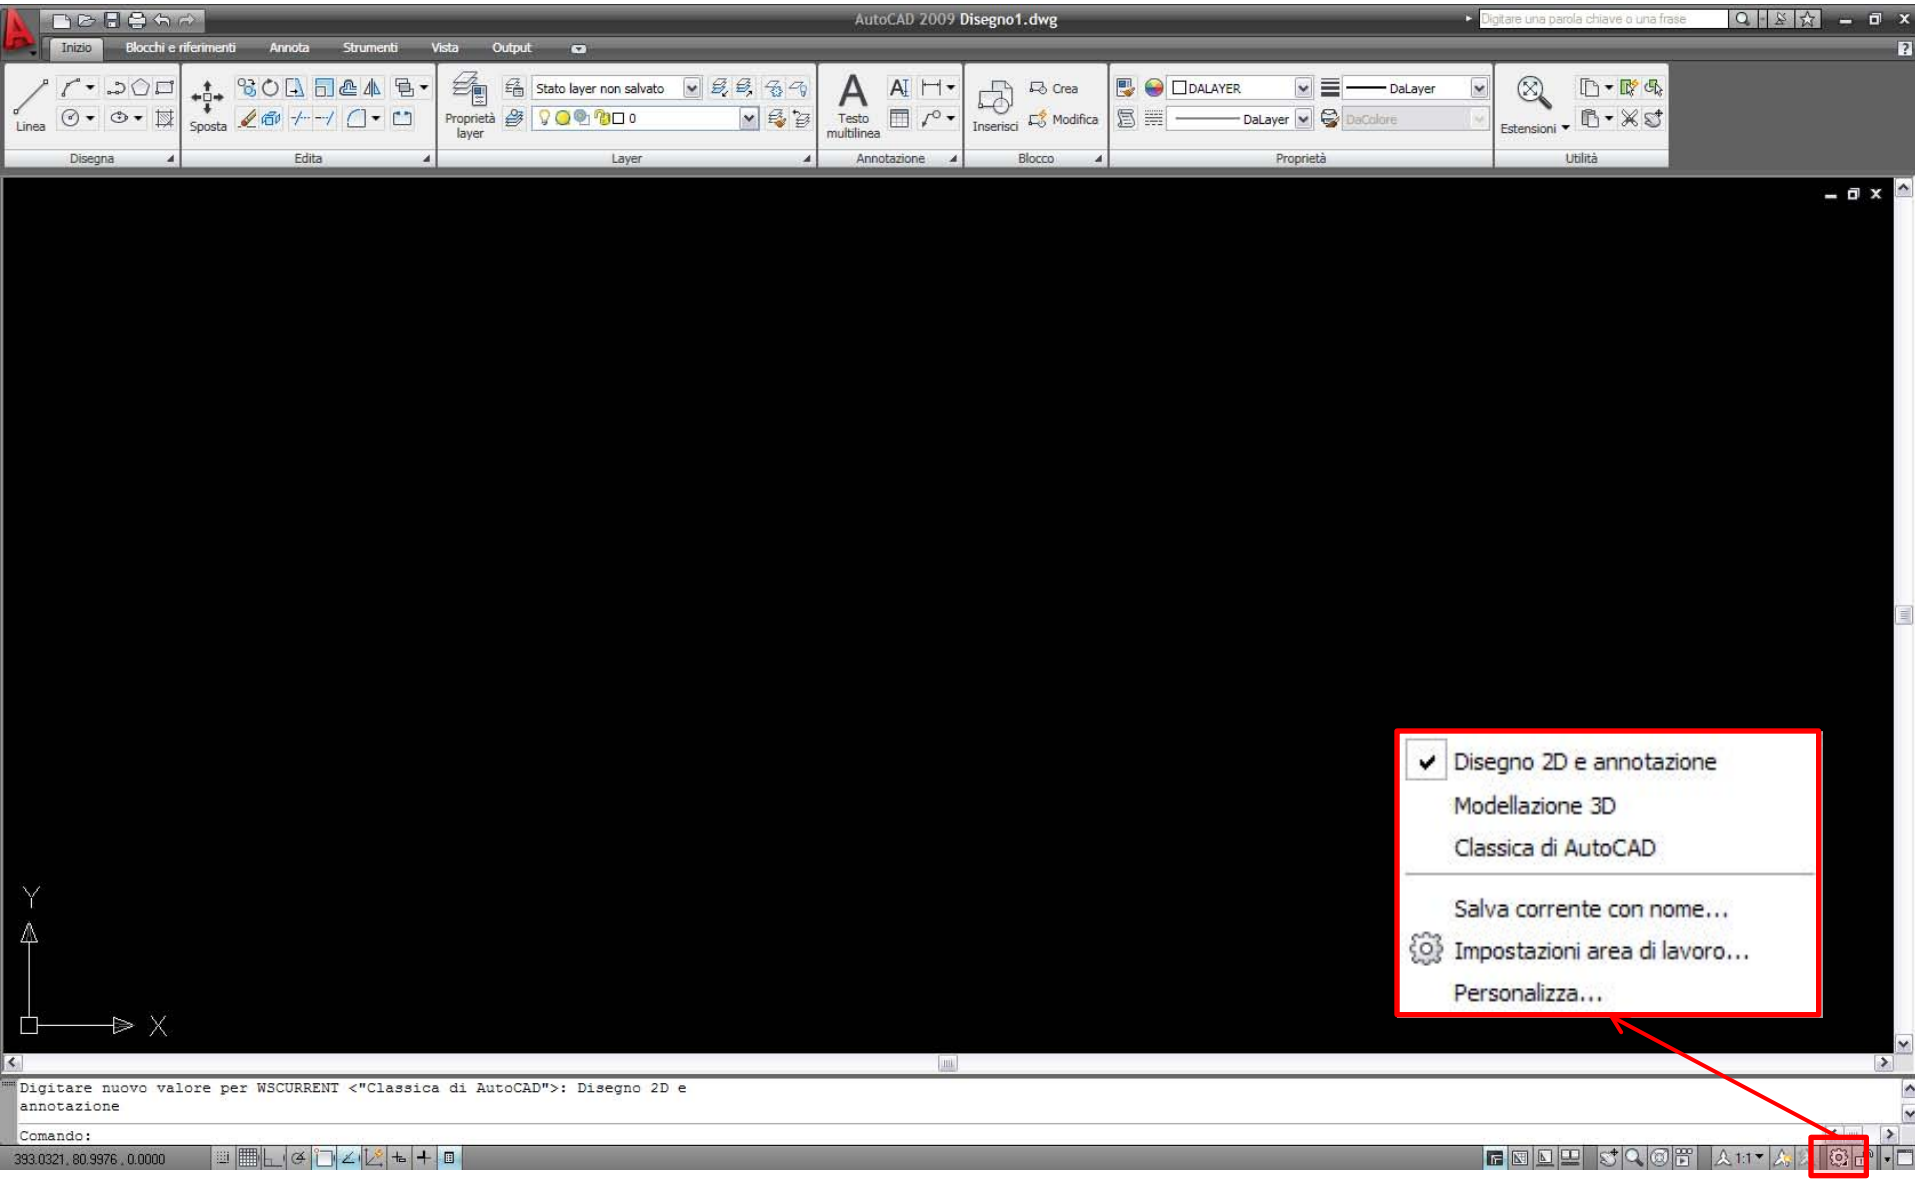 AutoCAD 2009 Disegno1.dwg
Digitare una parola chiave o una frase
Inizio Blocchi e riferimenti Annota Strumenti Vista Output
Linea
Disegna
Sposta
Edita
Proprietà layer
Stato layer non salvato
0
Layer
A
Testo multilinea
AI
Annotazione
Inserisci
Crea
Modifica
Blocco
DALAYER
DaLayer
DaLayer
DaColore
Proprietà
Estensioni
Utilità
Disegno 2D e annotazione
Modellazione 3D
Classica di AutoCAD
Salva corrente con nome...
Impostazioni area di lavoro...
Personalizza...
Y
X
Digitare nuovo valore per WSCURRENT <"Classica di AutoCAD">: Disegno 2D e
annotazione
Comando:
393.0321, 80.9976 , 0.0000
1:1